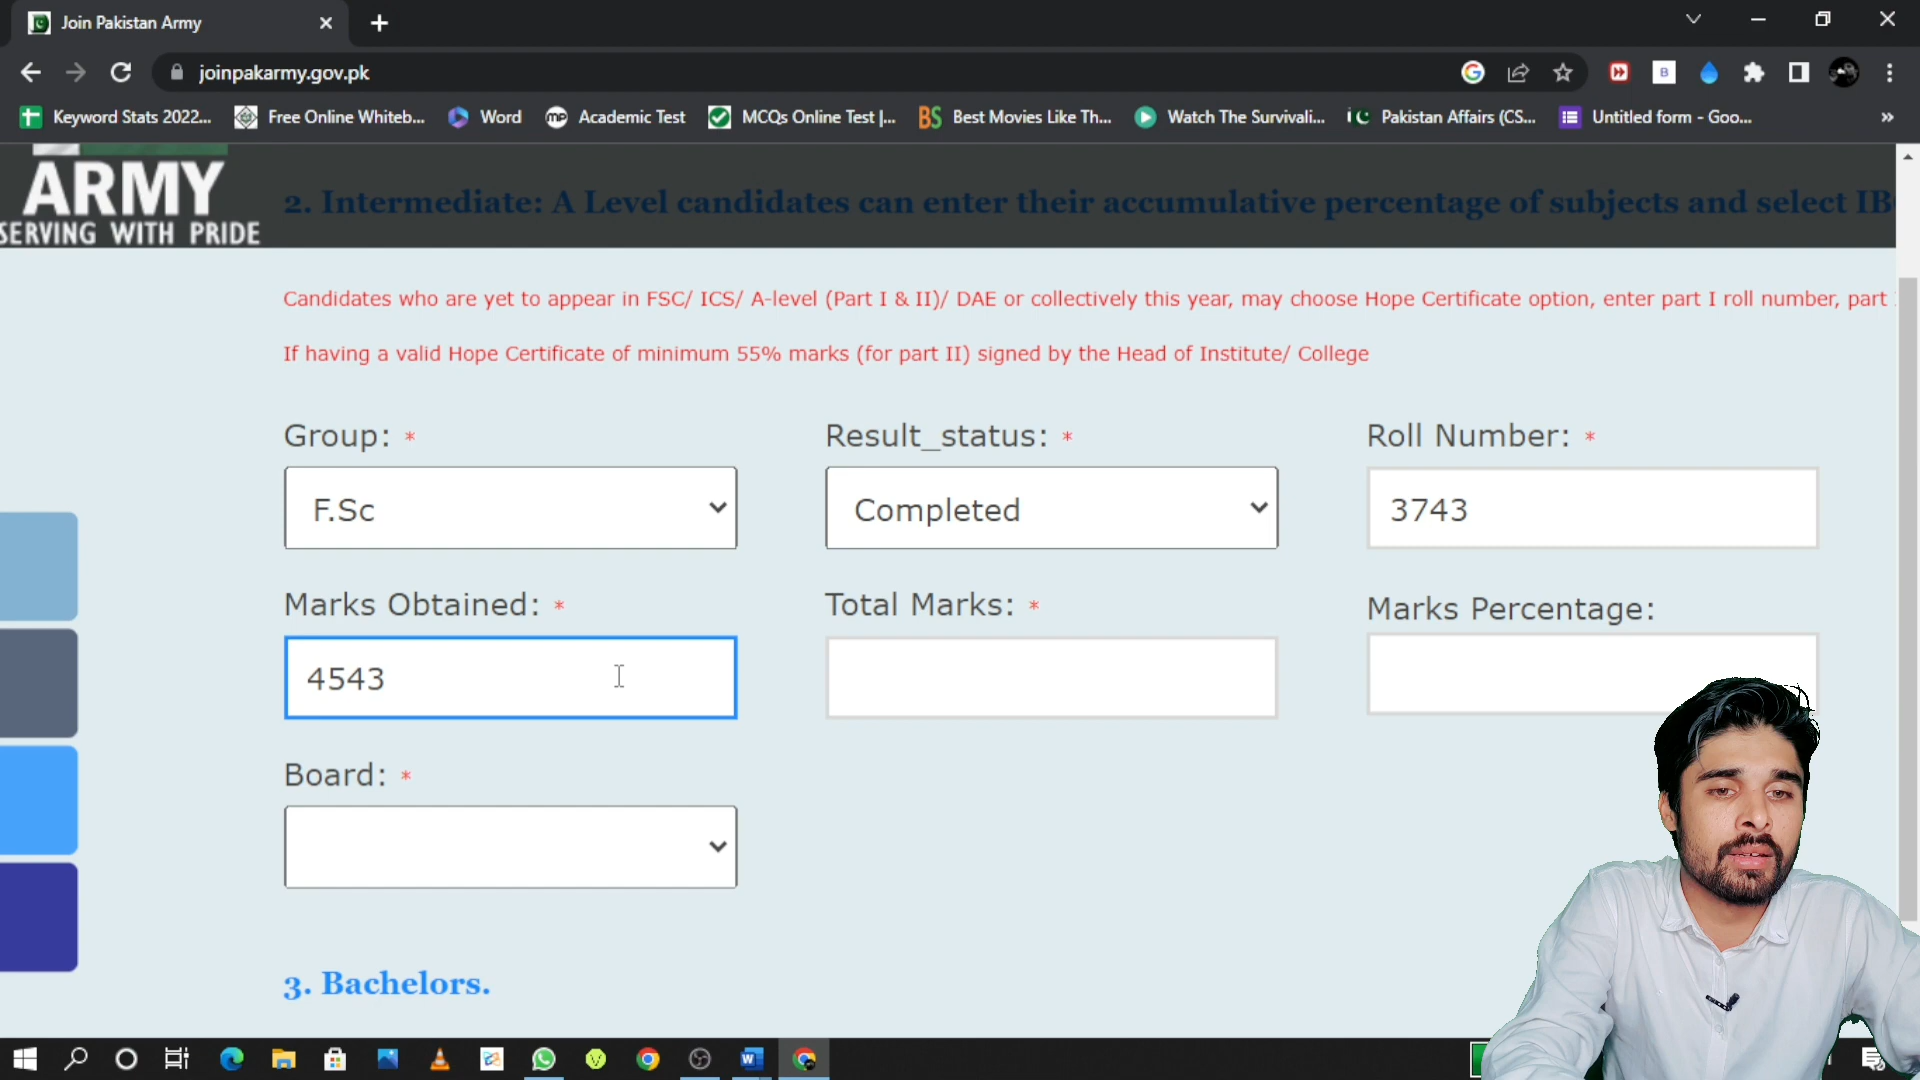 Join Pakistan Army
joinpakarmy.gov.pk
Keyword Stats 2022... Free Online Whiteb... Word Academic Test MCQs Online Test |... Best Movies Like Th... Watch The Survivali... Pakistan Affairs (CS... Untitled form - Goo...
ARMY
SERVING WITH PRIDE
2. Intermediate: A Level candidates can enter their accumulative percentage of subjects and select IB
Candidates who are yet to appear in FSC/ ICS/ A-level (Part I & II)/ DAE or collectively this year, may choose Hope Certificate option, enter part I roll number, part
If having a valid Hope Certificate of minimum 55% marks (for part II) signed by the Head of Institute/ College
Group: * Result_status: * Roll Number: *
F.Sc Completed 3743
Marks Obtained: * Total Marks: * Marks Percentage:
4543
Board: *
3. Bachelors.